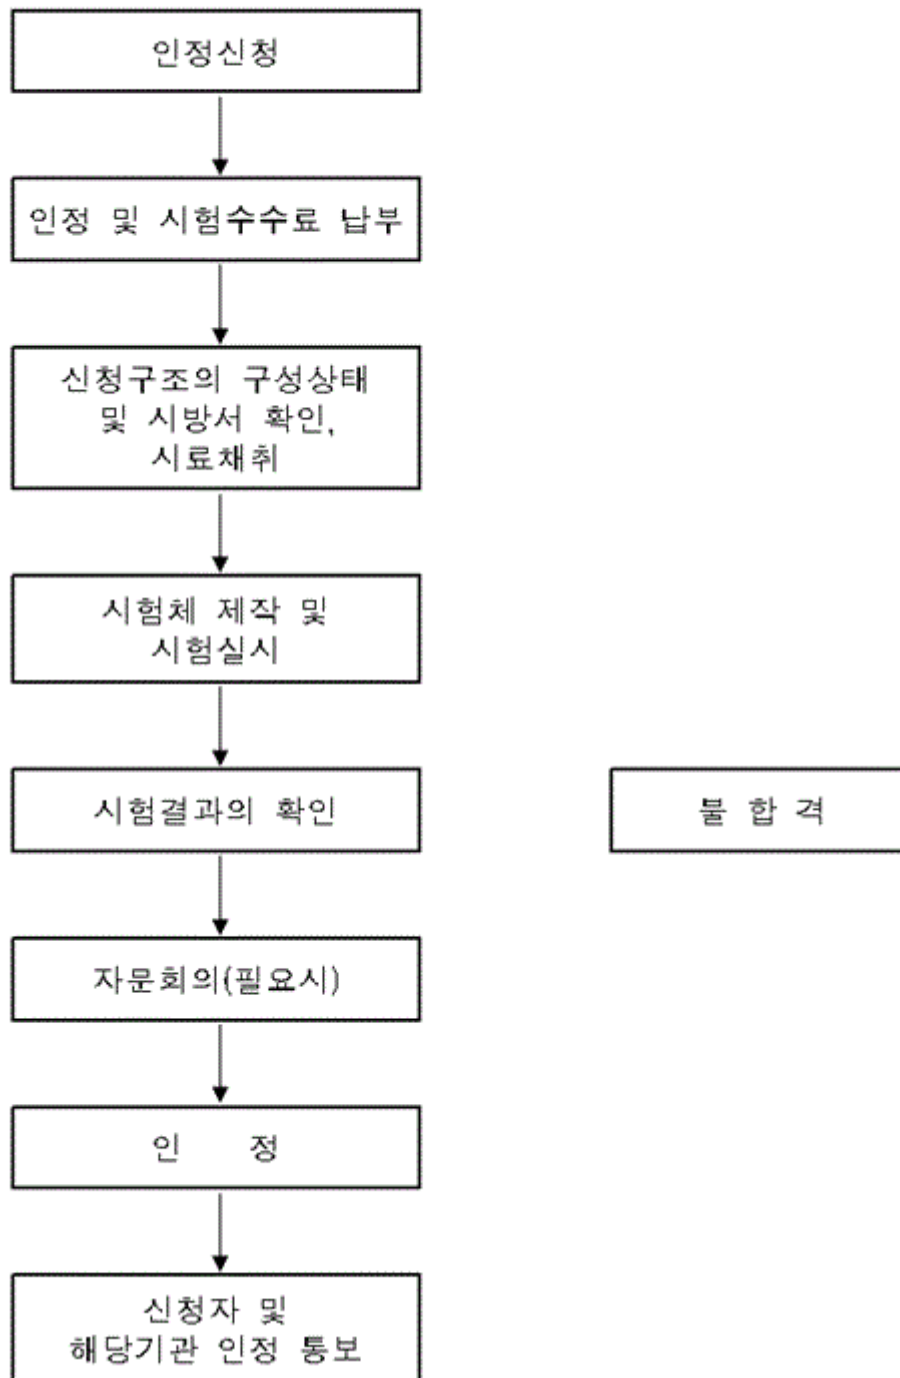 인정신청
인정 및 시험수수료 납부
신청구조의 구성상태
및 시방서 확인,
시료채취
시험체 제작 및
시험실시
시험결과의 확인
불 합 격
자문회의(필요시)
인 정
신청자 및
해당기관 인정 통보